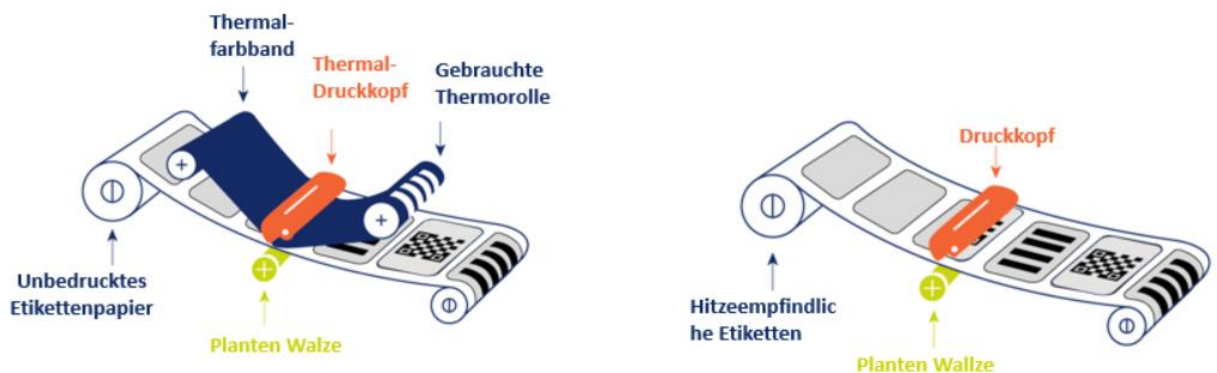 Thermal-
farbband
Thermal-
Druckkopf
Gebrauchte
Thermorolle
Unbedrucktes
Etikettenpapier
Planten Walze
Druckkopf
Hitzeempfindlic
he Etiketten
Planten Wallze